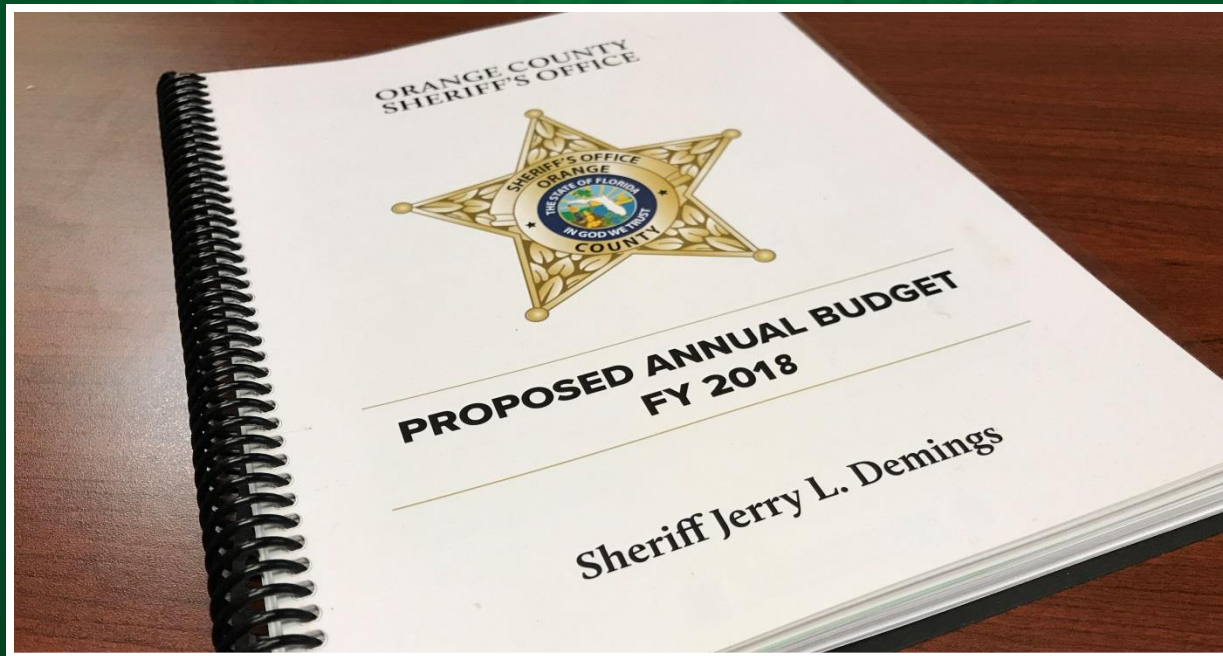 ORANGE COUNTY
SHERIFF'S OFFICE
SHERIFF'S OFFICE
ORANGE
THE STATE OF FLORIDA
IN GOD WE TRUST
COUNTY
PROPOSED ANNUAL BUDGET
FY 2018
Sheriff Jerry L. Demings